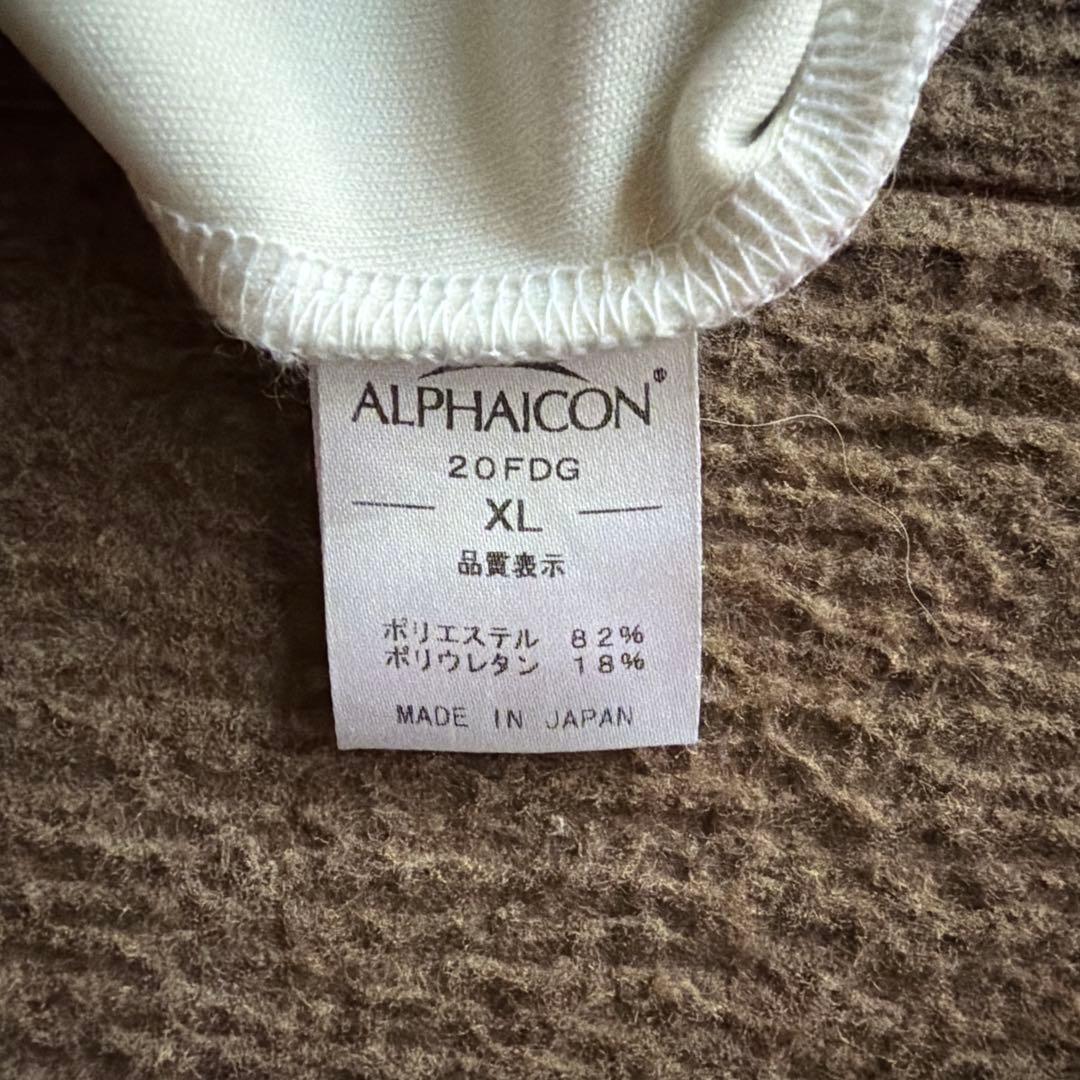 ALPHAICON®
20FDG
XL
品質表示
ポリエステル 82%
ポリウレタン 18%
MADE IN JAPAN